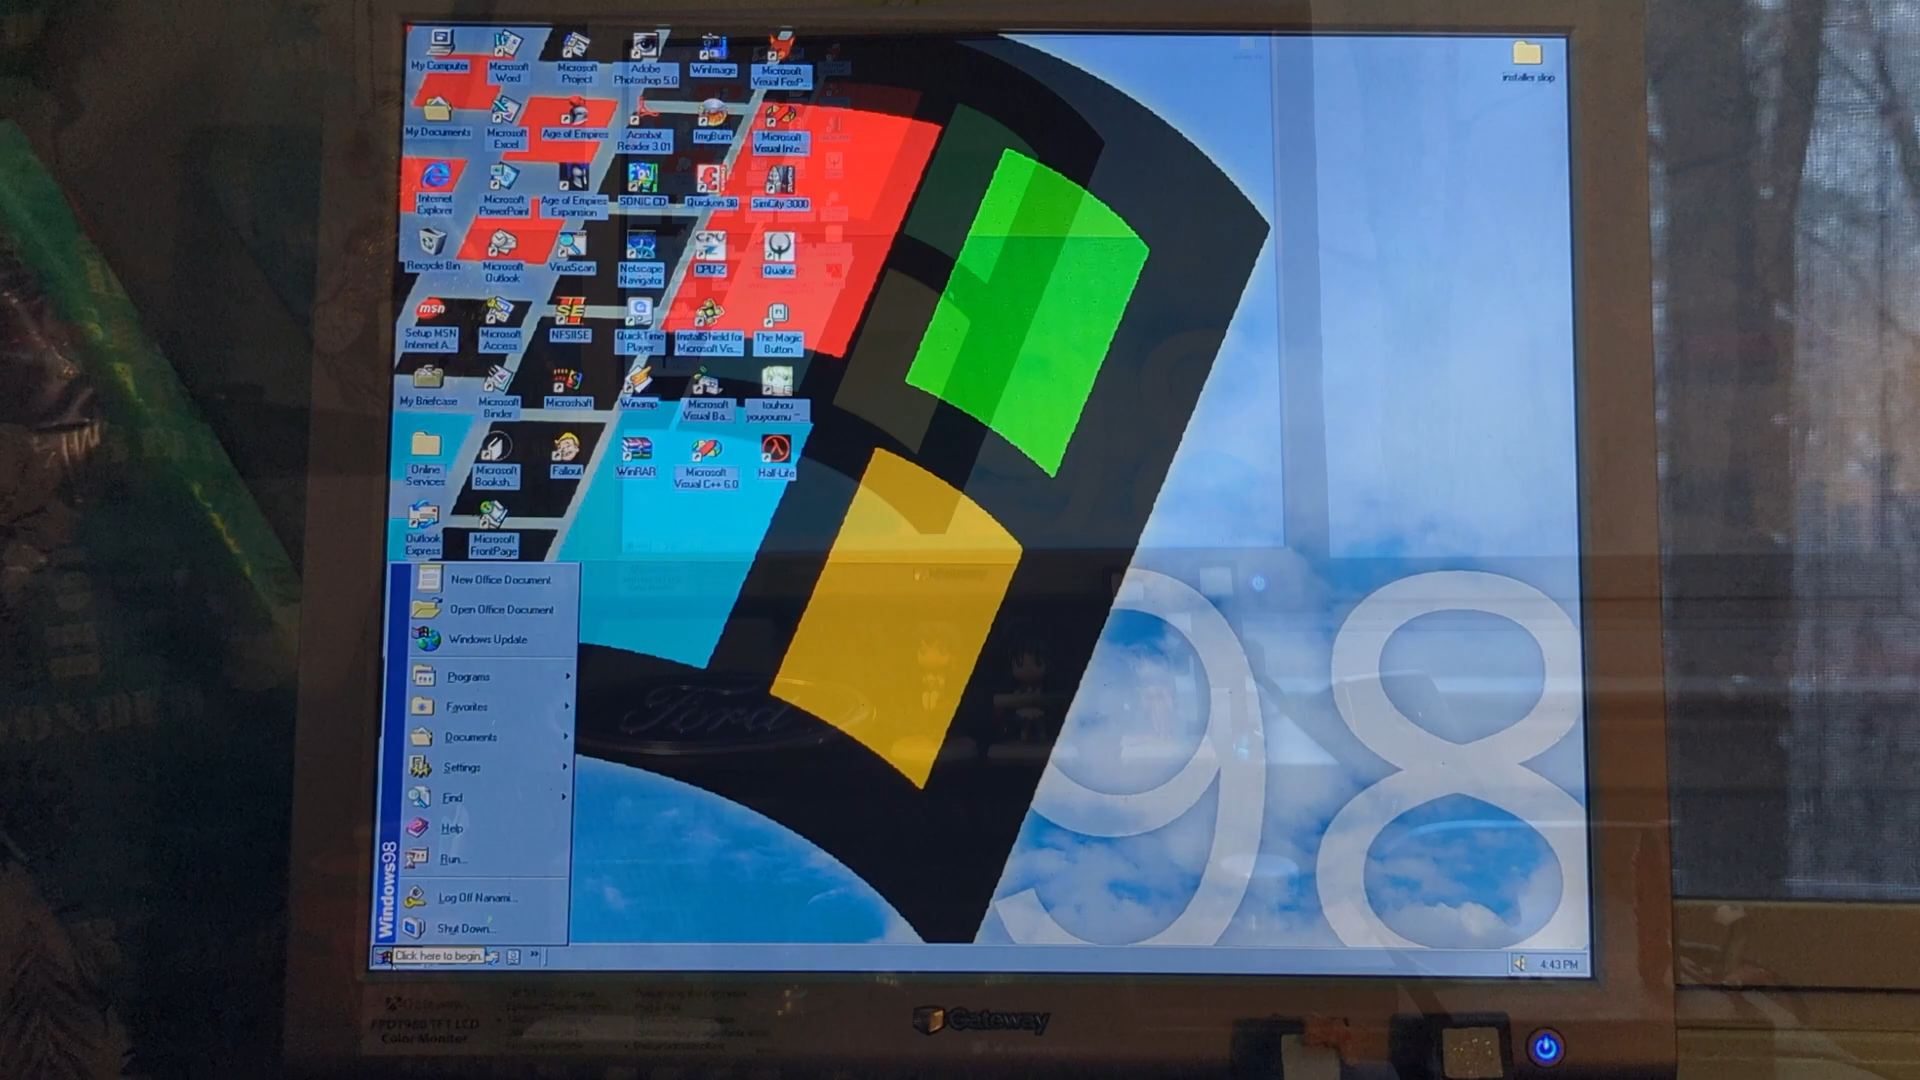 My Computer
Microsoft
Word
Microsoft
Project
Adobe
Photoshop 5.0
WinImage
Microsoft
Visual FoxP...
installer slop
My Documents
Microsoft
Excel
Age of Empires
Acrobat
Reader 3.01
ImgBurn
Microsoft
Visual Inte...
Internet
Explorer
Microsoft
PowerPoint
Age of Empires
Expansion
SONIC CD
Quicken 98
SimCity 3000
Recycle Bin
Microsoft
Outlook
VirusScan
Netscape
Navigator
CPU-Z
Quake
msn
Setup MSN
Internet A...
Microsoft
Access
SE
NFSIISE
QuickTime
Player
InstallShield for
Microsoft Vis...
The Magic
Button
My Briefcase
Microsoft
Binder
Microshaft
Winamp
Microsoft
Visual Ba...
touhou
youyoumu ~...
Online
Services
Microsoft
Booksh...
Fallout
WinRAR
Microsoft
Visual C++ 6.0
Half-Life
Outlook
Express
Microsoft
FrontPage
New Office Document
Open Office Document
Windows Update
Programs
Favorites
Documents
Settings
Find
Help
Run...
Log Off Nanami...
Shut Down...
Windows98
Ford
98
Click here to begin.
»
4:43 PM
Gateway
FPD1960 TFT LCD
Color Monitor
Gateway